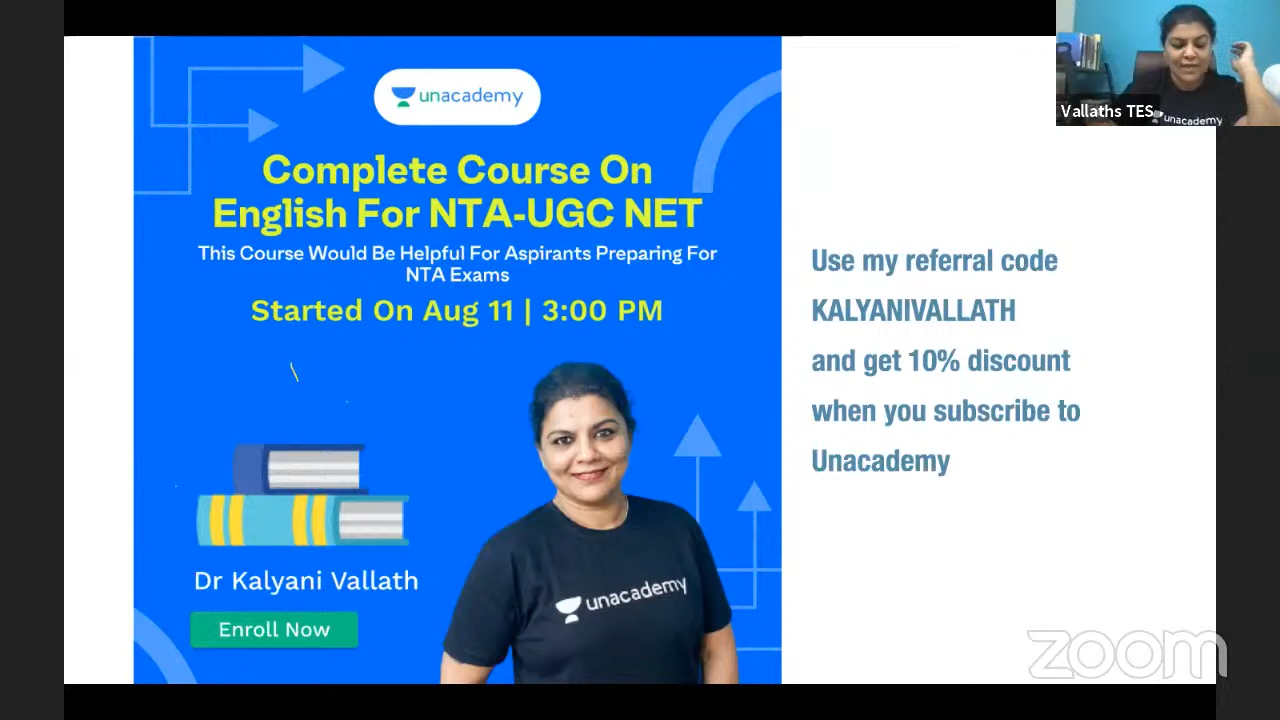 unacademy
Complete Course On
English For NTA-UGC NET
This Course Would Be Helpful For Aspirants Preparing For
NTA Exams
Started On Aug 11 | 3:00 PM
Dr Kalyani Vallath
Enroll Now
unacademy
Use my referral code
KALYANIVALLATH
and get 10% discount
when you subscribe to
Unacademy
Vallaths TES
unacademy
zoom